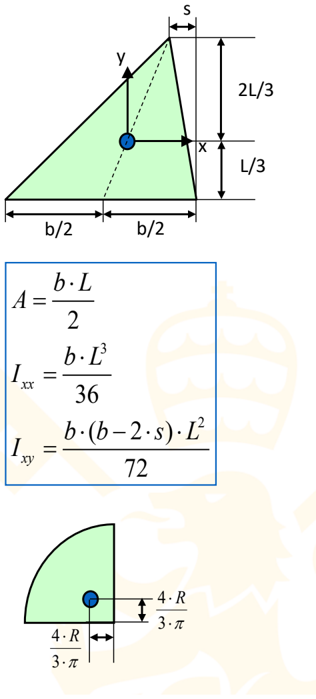 s
y
2L/3
x
L/3
b/2 b/2
A = \frac{b \cdot L}{2}
I_{xx} = \frac{b \cdot L^3}{36}
I_{xy} = \frac{b \cdot (b - 2 \cdot s) \cdot L^2}{72}
\frac{4 \cdot R}{3 \cdot \pi}
\frac{4 \cdot R}{3 \cdot \pi}